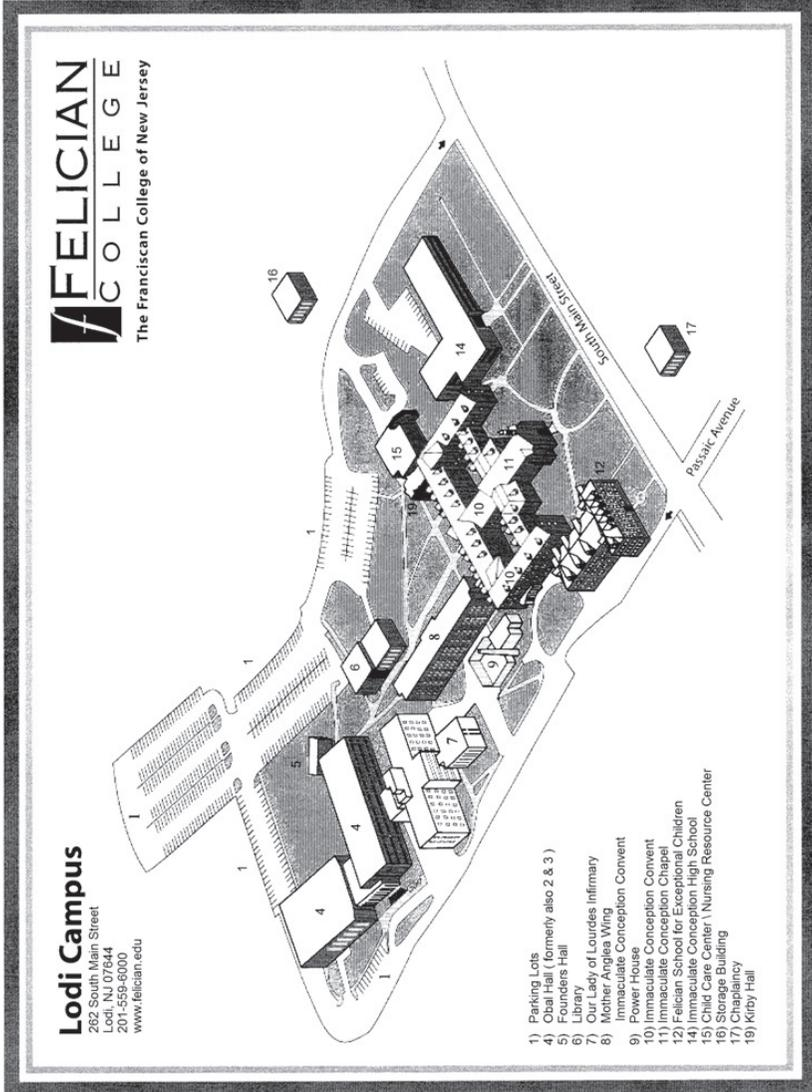 Lodi Campus
262 South Main Street
Lodi, NJ 07644
201-559-6000
www.felician.edu
f FELICIAN
COLLEGE
The Franciscan College of New Jersey
1
1
1
1
1
4
4
5
6
7
8
9
10
10
11
12
14
15
16
17
19
South Main Street
Passaic Avenue
1) Parking Lots
4) Obal Hall ( formerly also 2 & 3 )
5) Founders Hall
6) Library
7) Our Lady of Lourdes Infirmary
8) Mother Anglea Wing
Immaculate Conception Convent
9) Power House
10) Immaculate Conception Convent
11) Immaculate Conception Chapel
12) Felician School for Exceptional Children
14) Immaculate Conception High School
15) Child Care Center \ Nursing Resource Center
16) Storage Building
17) Chaplaincy
19) Kirby Hall